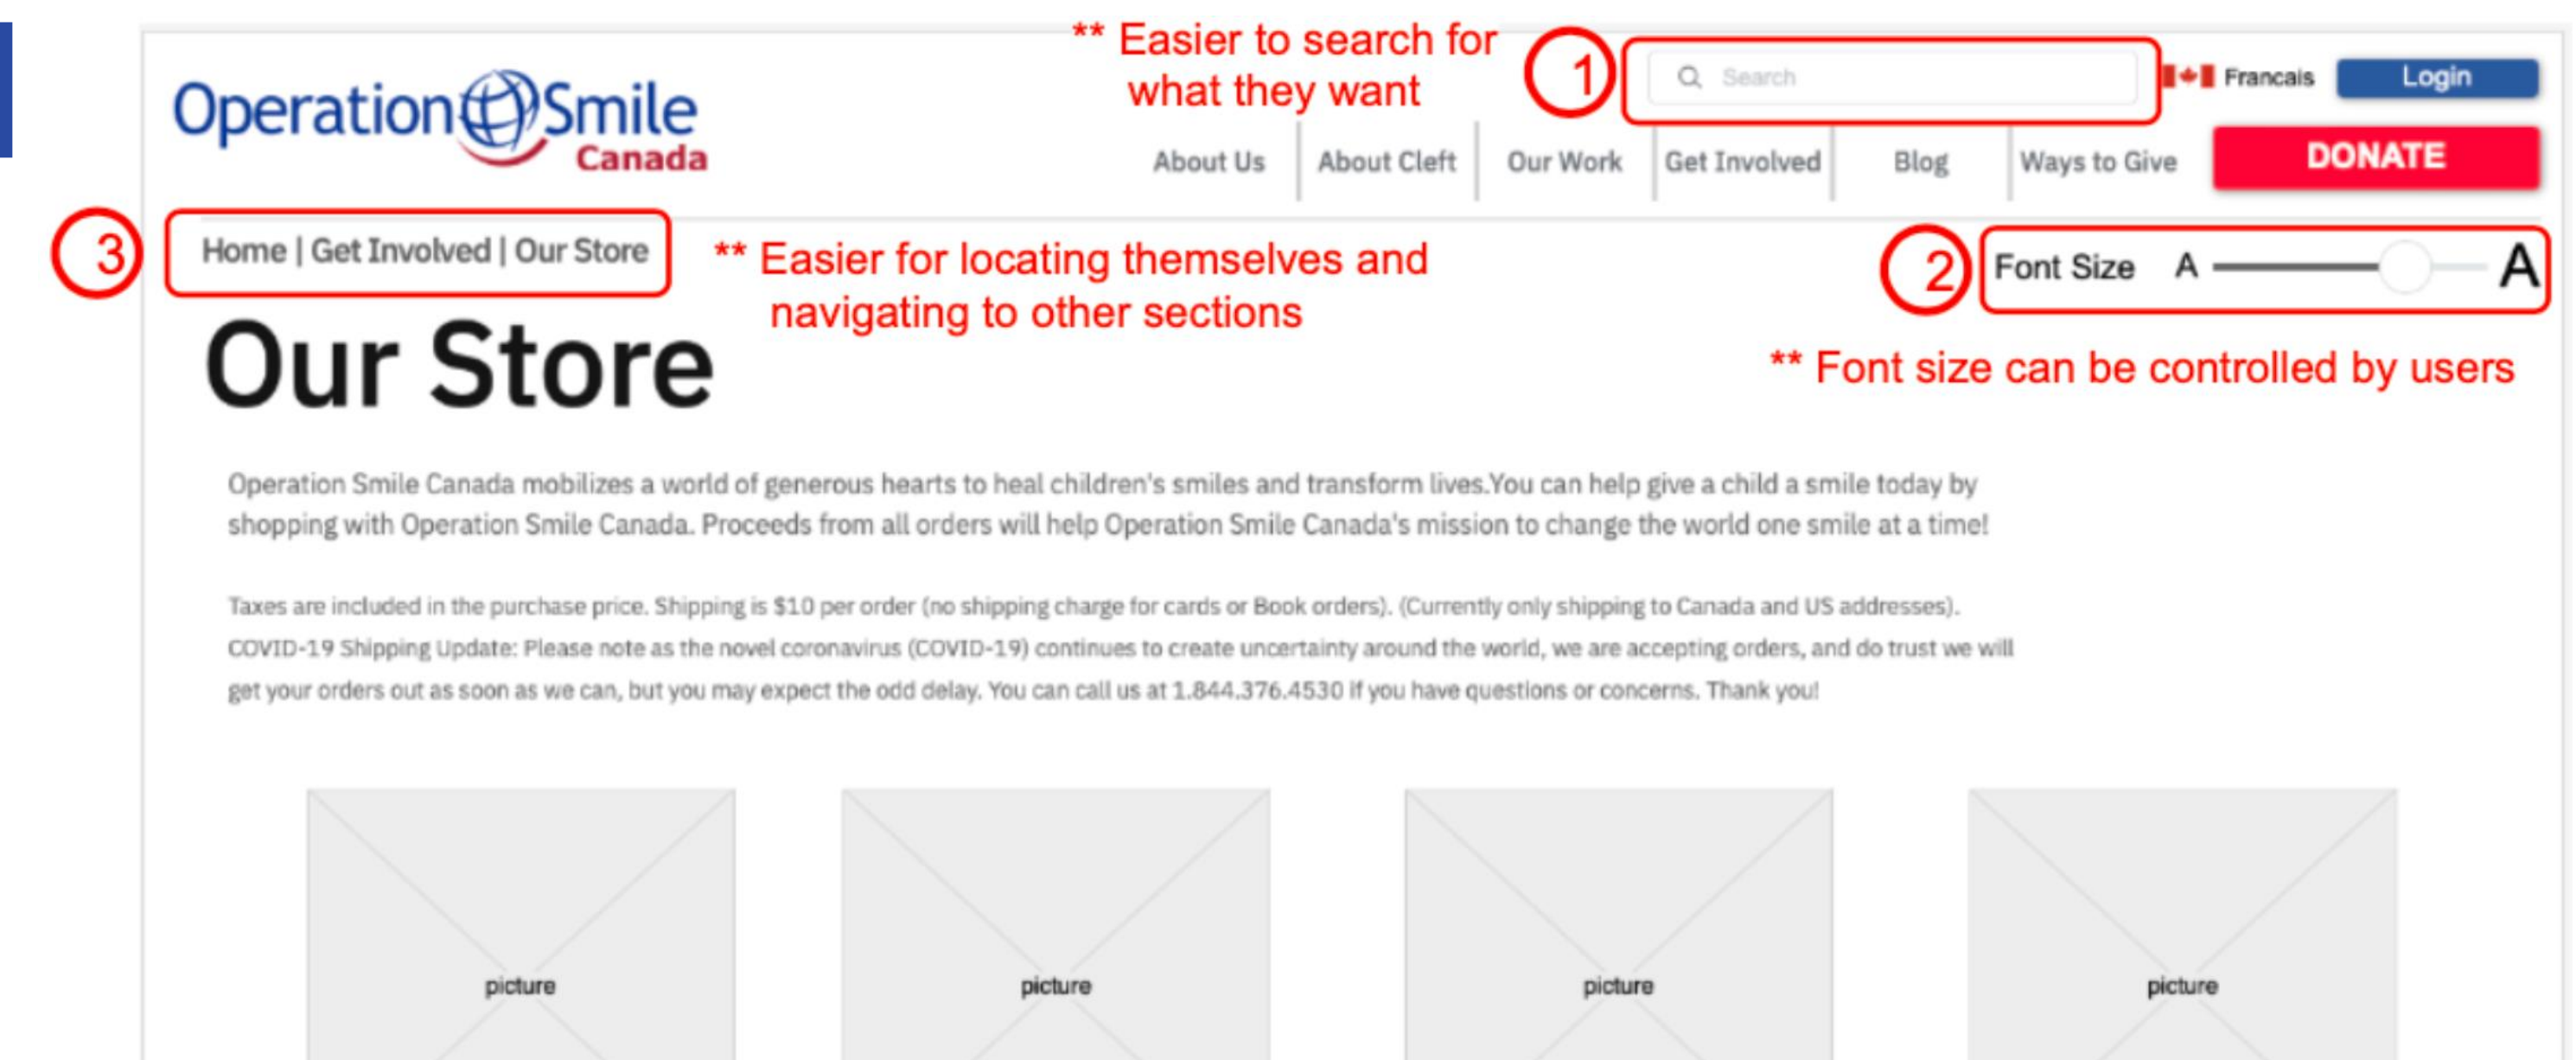 ** Easier to search for
what they want
1
Search
Francais
Login
Operation Smile
Canada
About Us
About Cleft
Our Work
Get Involved
Blog
Ways to Give
DONATE
3
Home | Get Involved | Our Store
** Easier for locating themselves and
navigating to other sections
2
Font Size A A
** Font size can be controlled by users
Our Store
Operation Smile Canada mobilizes a world of generous hearts to heal children's smiles and transform lives.You can help give a child a smile today by
shopping with Operation Smile Canada. Proceeds from all orders will help Operation Smile Canada's mission to change the world one smile at a time!
Taxes are included in the purchase price. Shipping is $10 per order (no shipping charge for cards or Book orders). (Currently only shipping to Canada and US addresses).
COVID-19 Shipping Update: Please note as the novel coronavirus (COVID-19) continues to create uncertainty around the world, we are accepting orders, and do trust we will
get your orders out as soon as we can, but you may expect the odd delay. You can call us at 1.844.376.4530 if you have questions or concerns. Thank you!
picture
picture
picture
picture